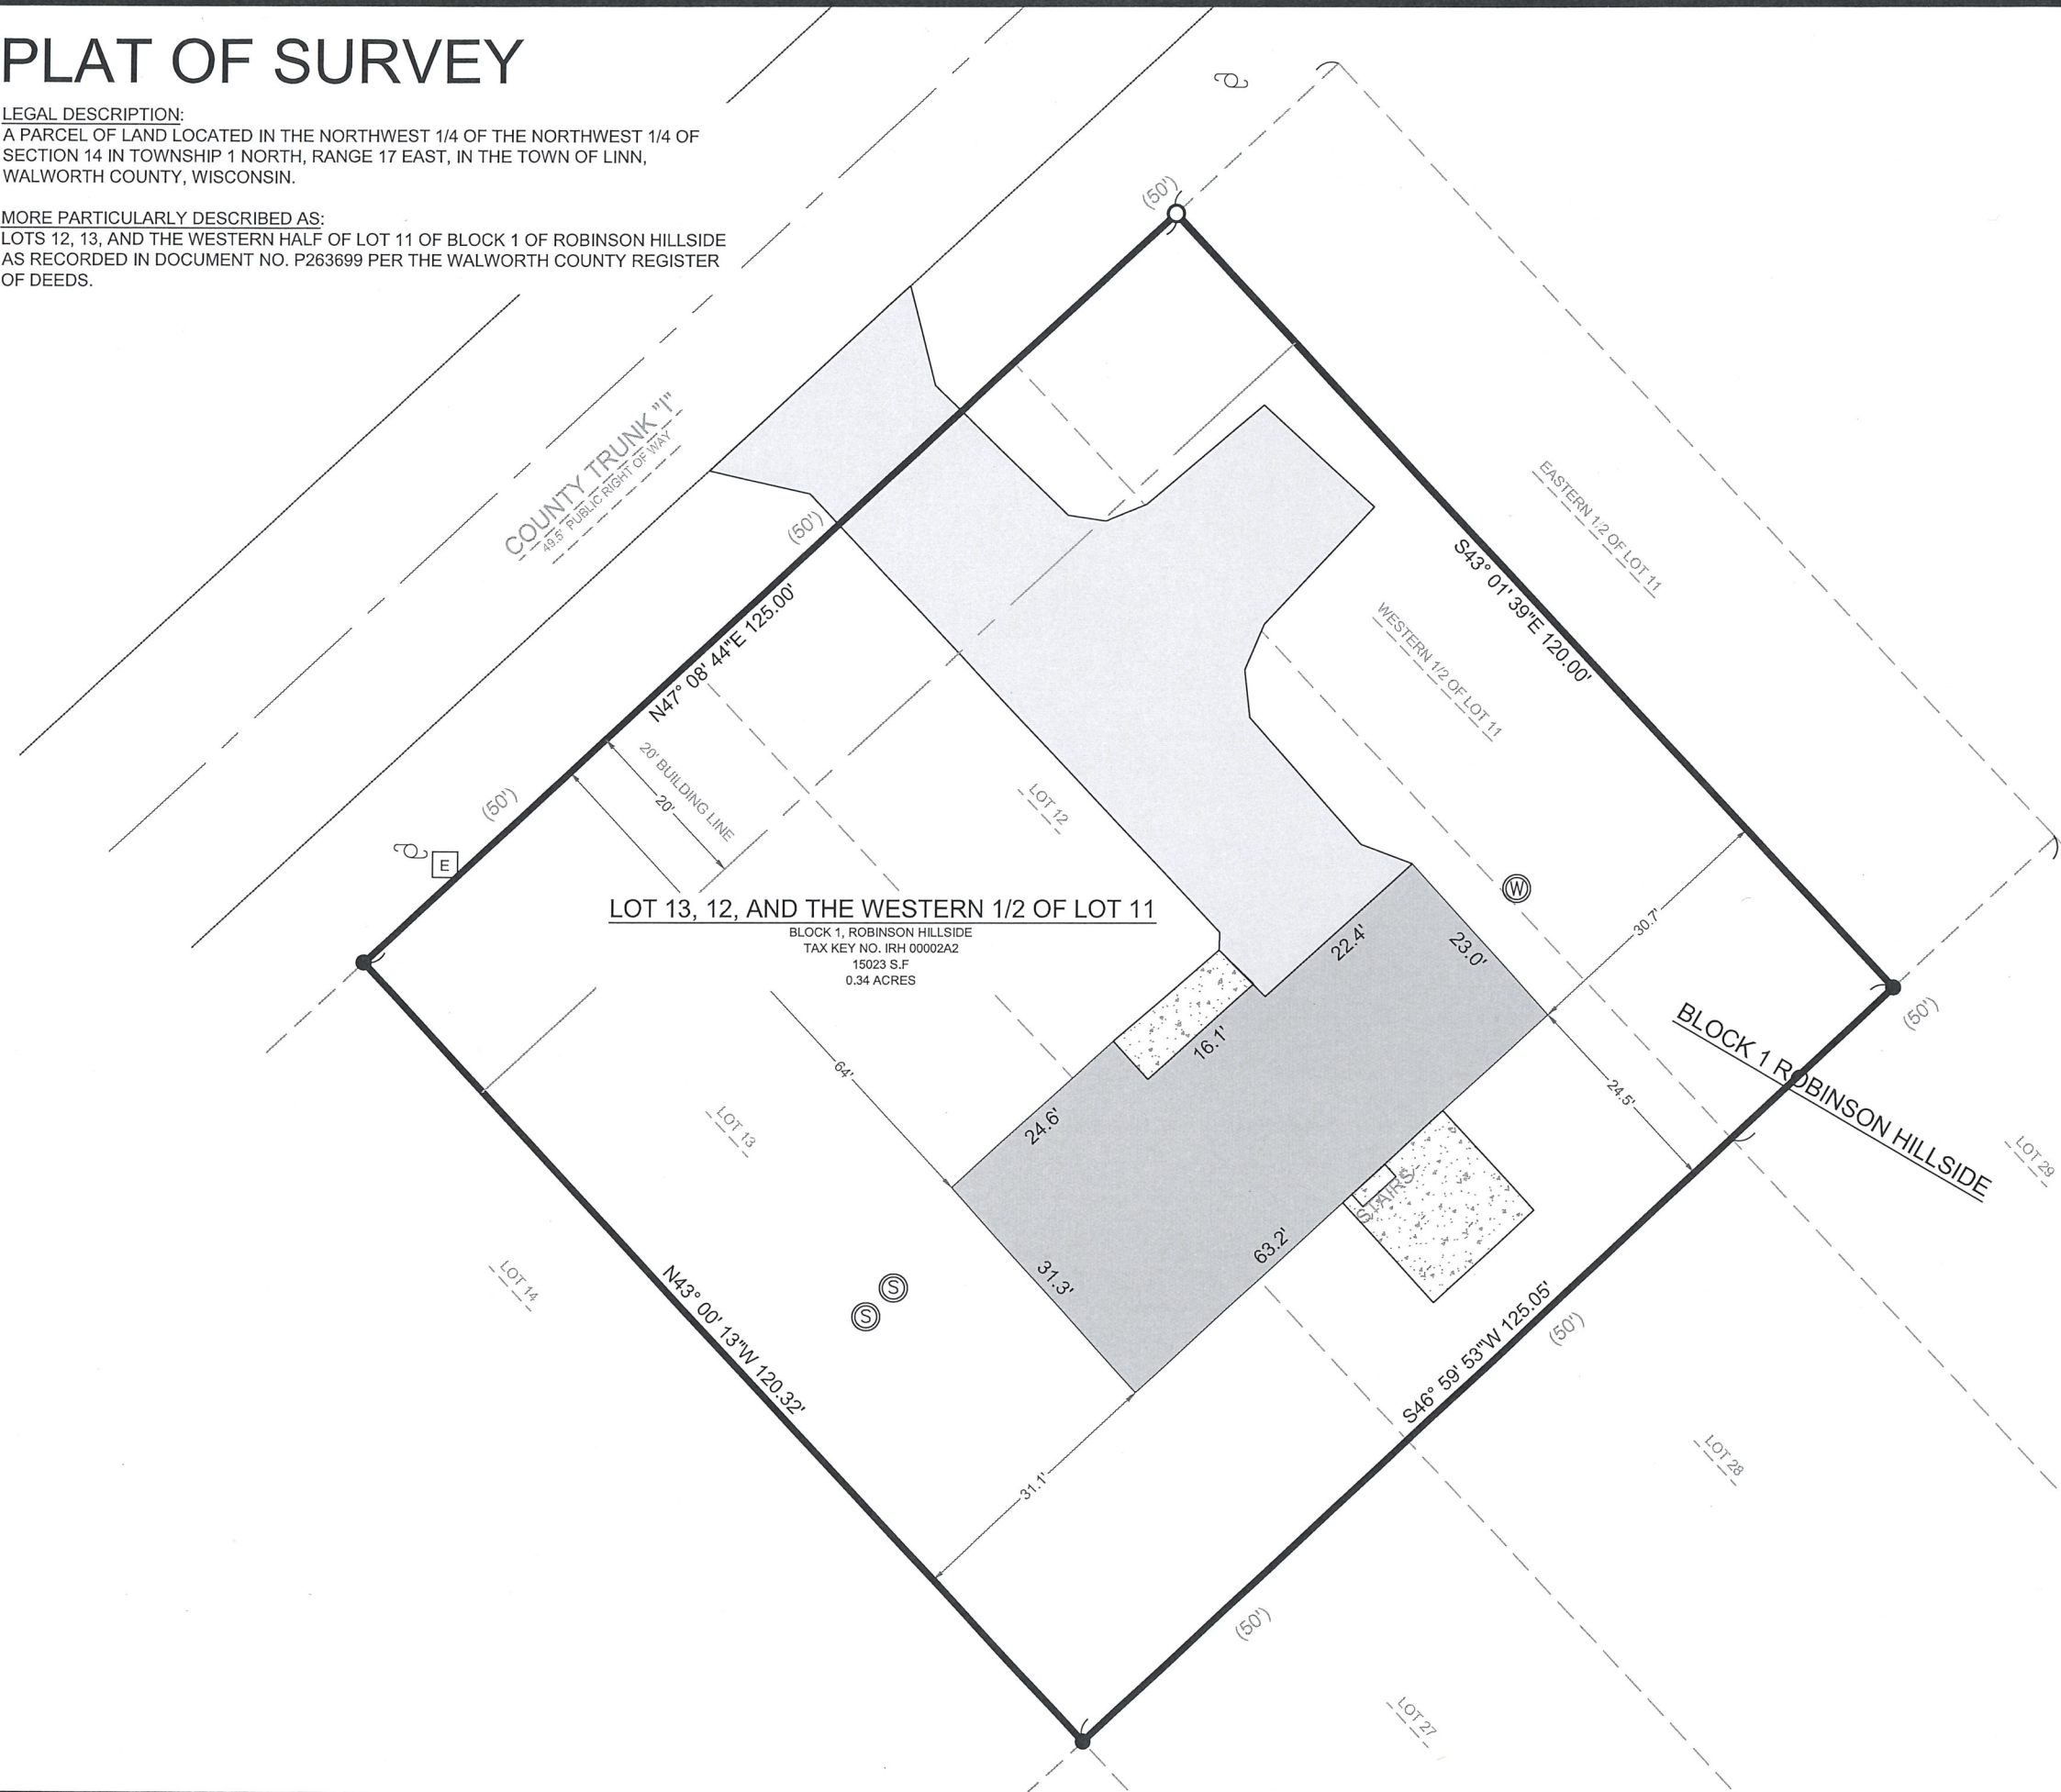 PLAT OF SURVEY
LEGAL DESCRIPTION:
A PARCEL OF LAND LOCATED IN THE NORTHWEST 1/4 OF THE NORTHWEST 1/4 OF
SECTION 14 IN TOWNSHIP 1 NORTH, RANGE 17 EAST, IN THE TOWN OF LINN,
WALWORTH COUNTY, WISCONSIN.
MORE PARTICULARLY DESCRIBED AS:
LOTS 12, 13, AND THE WESTERN HALF OF LOT 11 OF BLOCK 1 OF ROBINSON HILLSIDE
AS RECORDED IN DOCUMENT NO. P263699 PER THE WALWORTH COUNTY REGISTER
OF DEEDS.
(50')
COUNTY TRUNK "I"
49.5' PUBLIC RIGHT OF WAY
(50')
N47° 08' 44"E 125.00'
(50')
E
20' BUILDING LINE
20'
S43° 01' 39"E 120.00'
EASTERN 1/2 OF LOT 11
WESTERN 1/2 OF LOT 11
LOT 12
W
LOT 13, 12, AND THE WESTERN 1/2 OF LOT 11
BLOCK 1, ROBINSON HILLSIDE
TAX KEY NO. IRH 00002A2
15023 S.F
0.34 ACRES
22.4'
23.0'
30.7'
(50')
BLOCK 1 ROBINSON HILLSIDE
16.1'
64'
24.5'
24.6'
LOT 13
LOT 29
STAIRS
63.2'
31.3'
S
S
LOT 14
N43° 00' 13"W 120.32'
S46° 59' 53"W 125.05'
(50')
31.1'
LOT 28
(50')
LOT 27